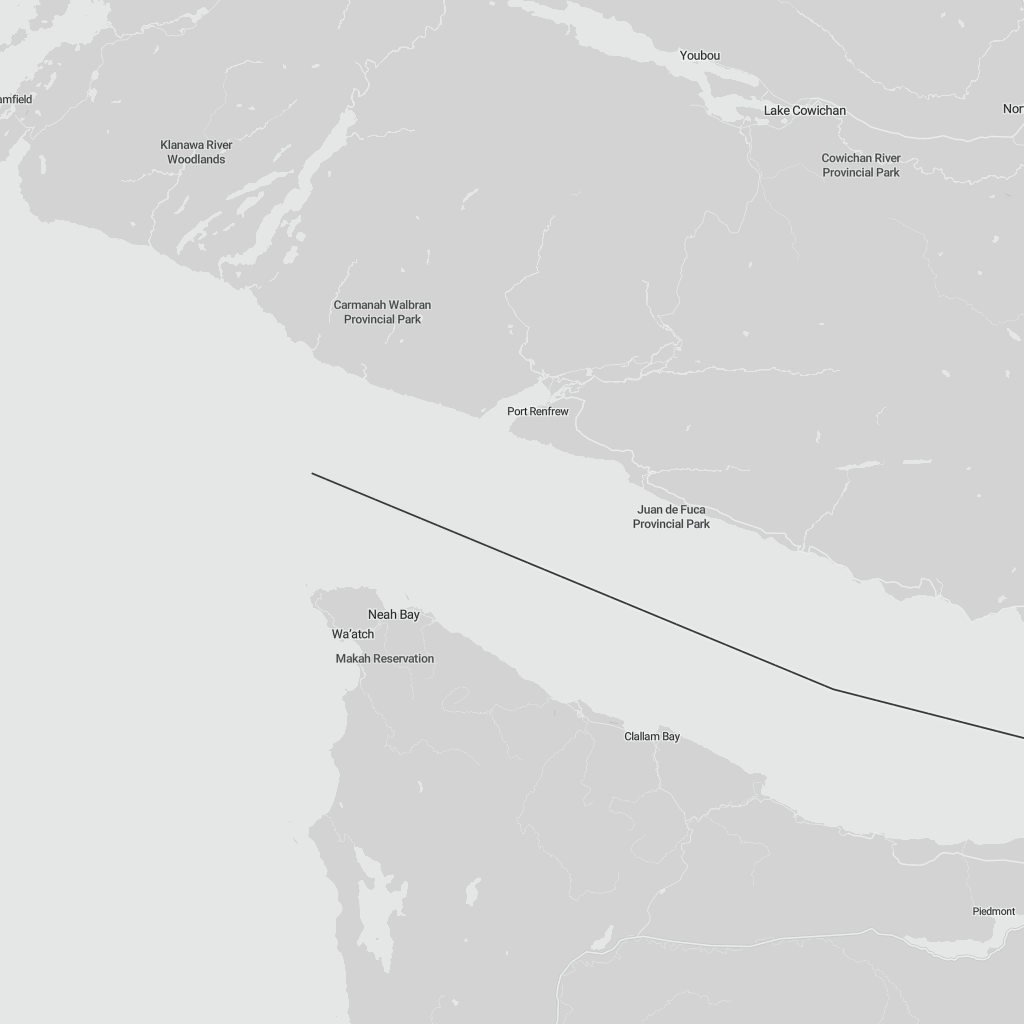 Youbou
amfield
Lake Cowichan
Nor
Klanawa River
Woodlands
Cowichan River
Provincial Park
Carmanah Walbran
Provincial Park
Port Renfrew
Juan de Fuca
Provincial Park
Neah Bay
Wa'atch
Makah Reservation
Clallam Bay
Piedmont